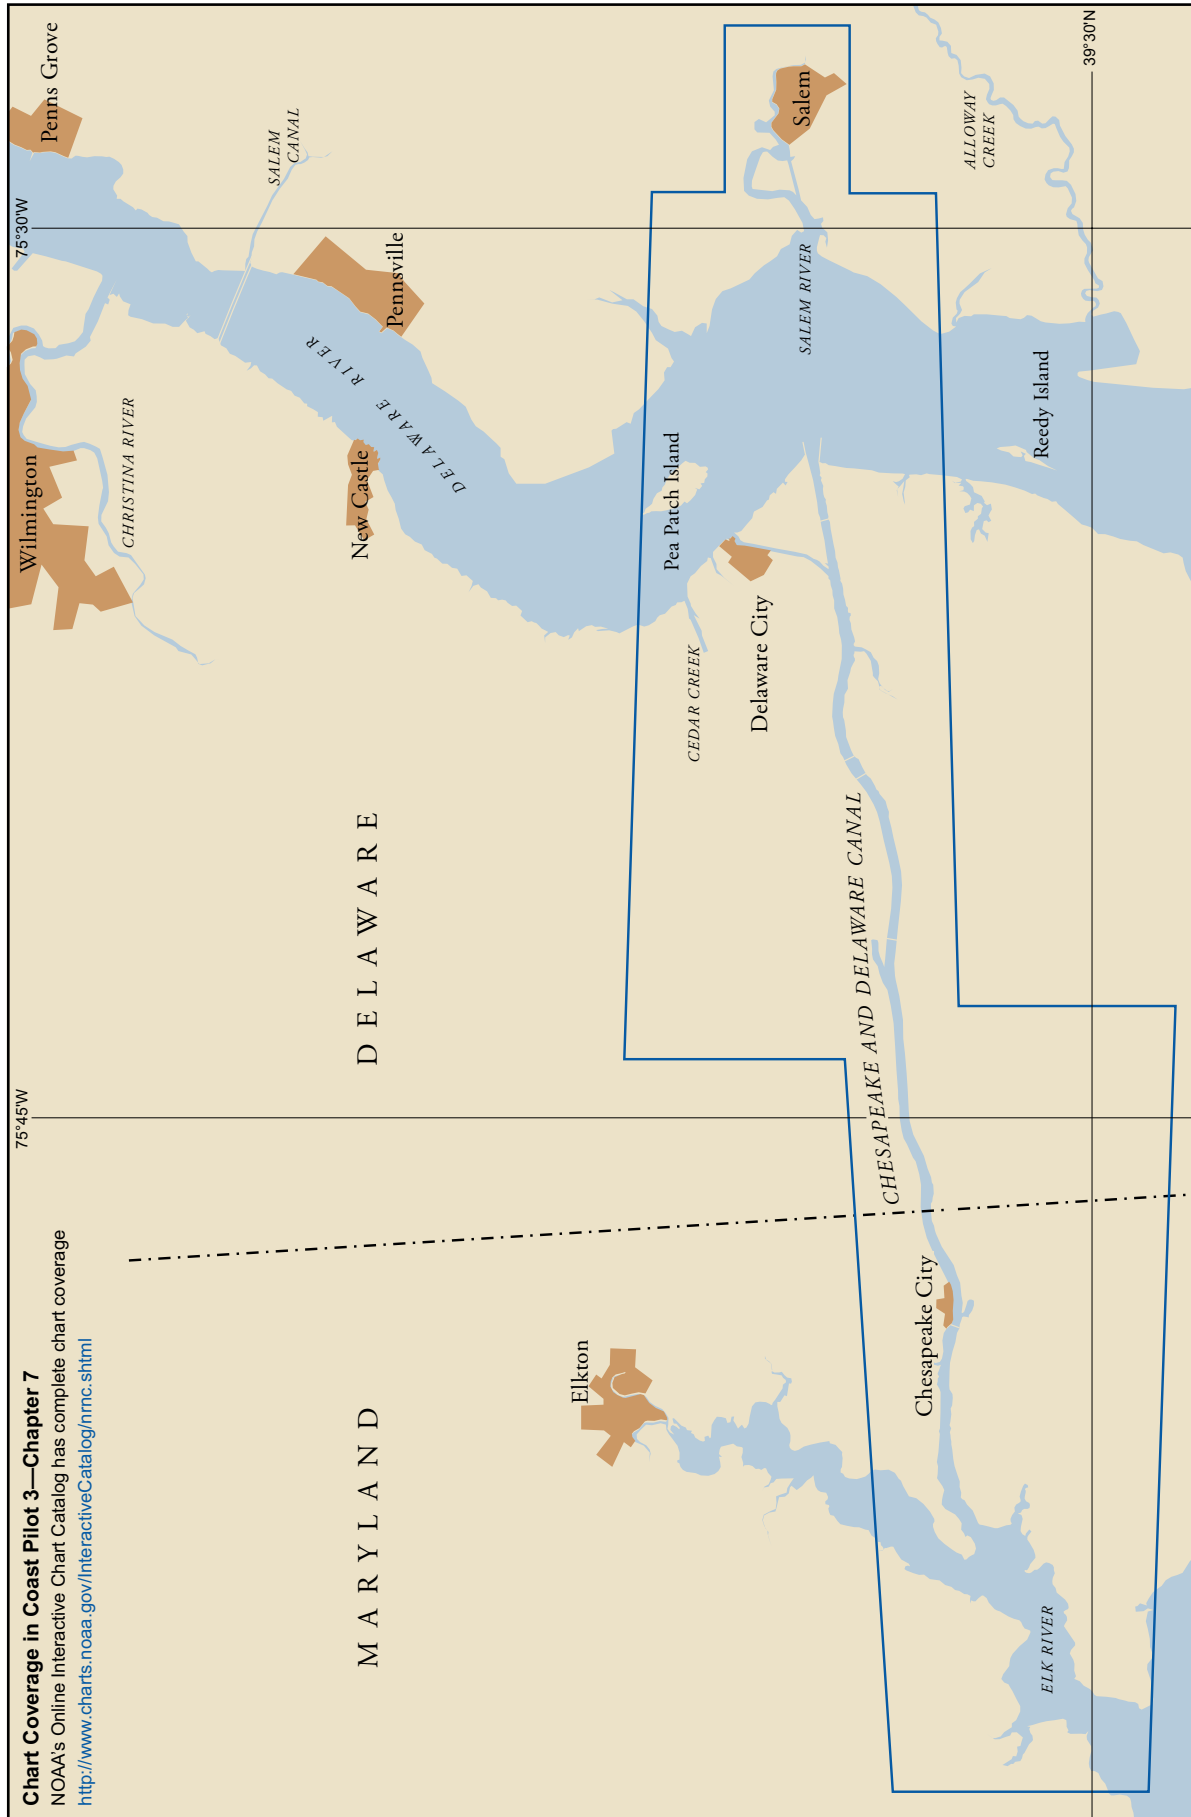 Chart Coverage in Coast Pilot 3—Chapter 7
NOAA's Online Interactive Chart Catalog has complete chart coverage
http://www.charts.noaa.gov/InteractiveCatalog/nrnc.shtml
75°45'W
75°30'W
Wilmington
Penns Grove
CHRISTINA RIVER
SALEM
CANAL
New Castle
Pennsville
DELAWARE RIVER
MARYLAND
DELAWARE
Elkton
Pea Patch Island
CEDAR CREEK
Delaware City
Salem
SALEM RIVER
CHESAPEAKE AND DELAWARE CANAL
Chesapeake City
ALLOWAY
CREEK
Reedy Island
ELK RIVER
39°30'N